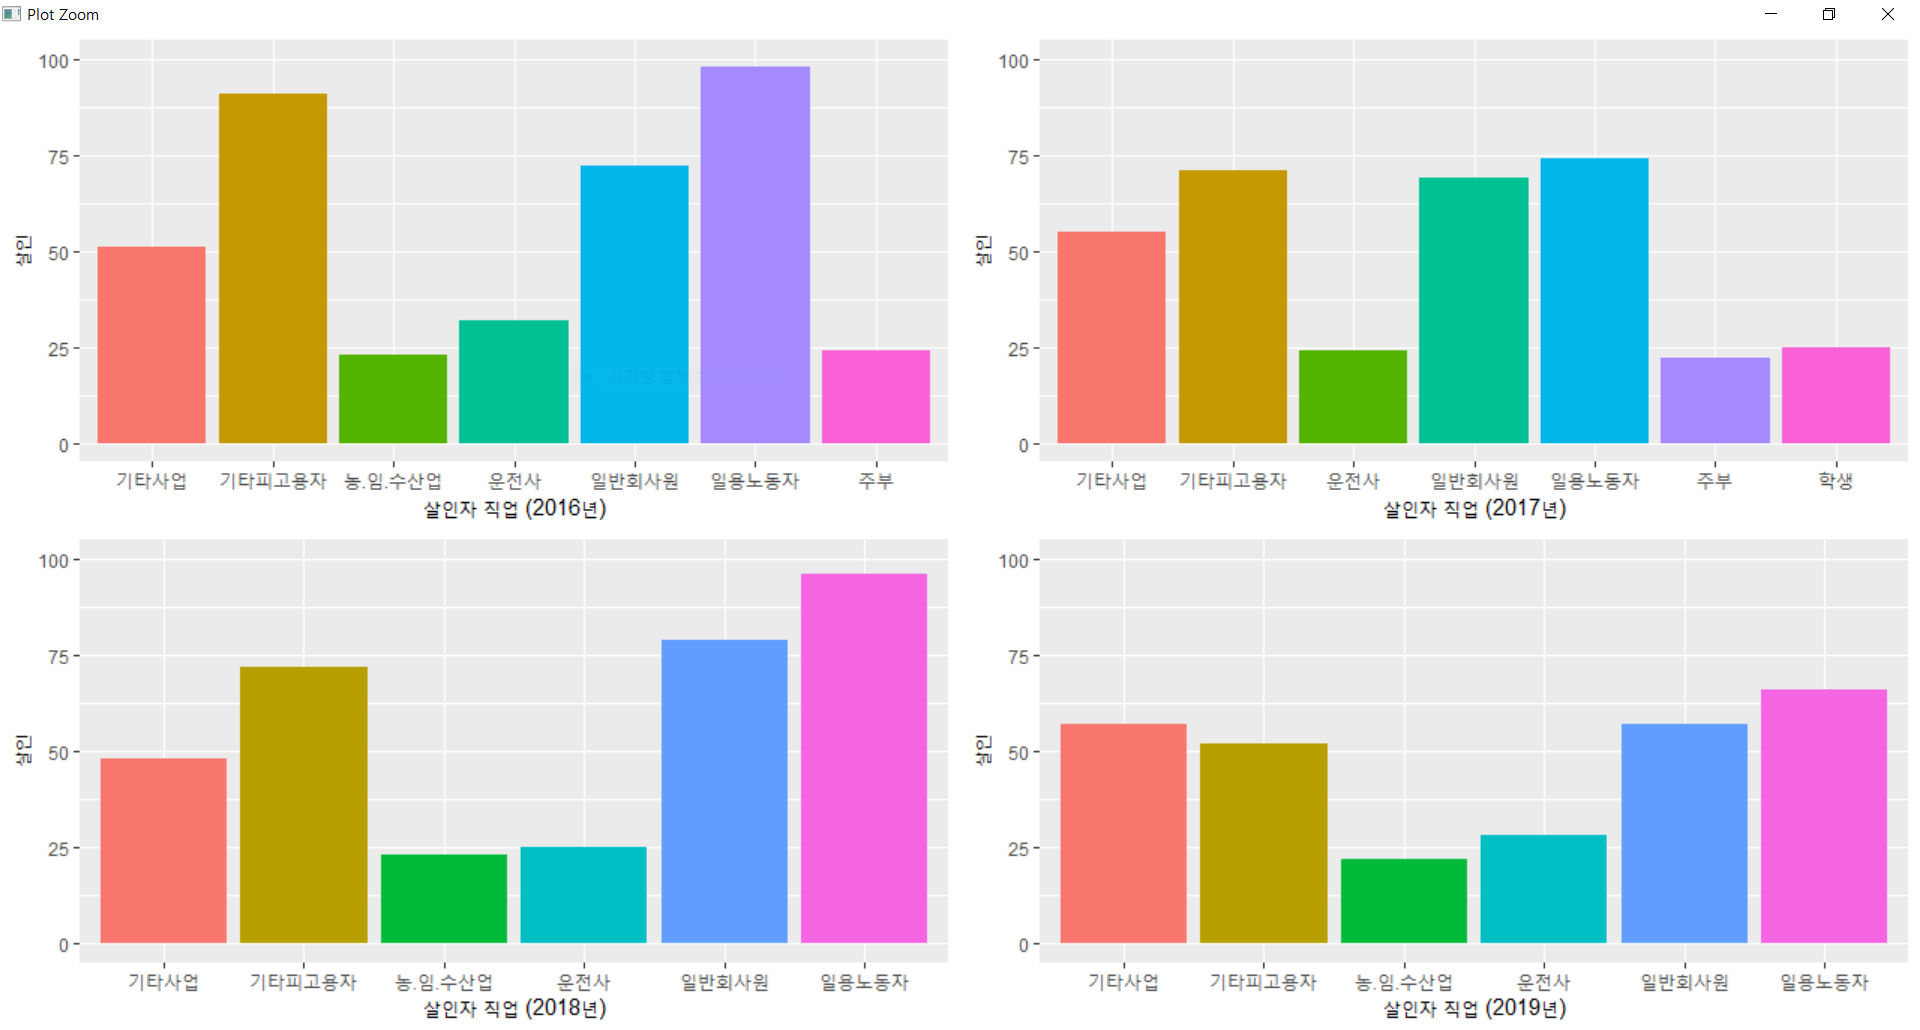 Plot Zoom
100
75
50
25
0
살인
기타사업 기타피고용자 농.임.수산업 운전사 일반회사원 일용노동자 주부
살인자 직업 (2016년)
100
75
50
25
0
살인
기타사업 기타피고용자 운전사 일반회사원 일용노동자 주부 학생
살인자 직업 (2017년)
100
75
50
25
0
살인
기타사업 기타피고용자 농.임.수산업 운전사 일반회사원 일용노동자
살인자 직업 (2018년)
100
75
50
25
0
살인
기타사업 기타피고용자 농.임.수산업 운전사 일반회사원 일용노동자
살인자 직업 (2019년)